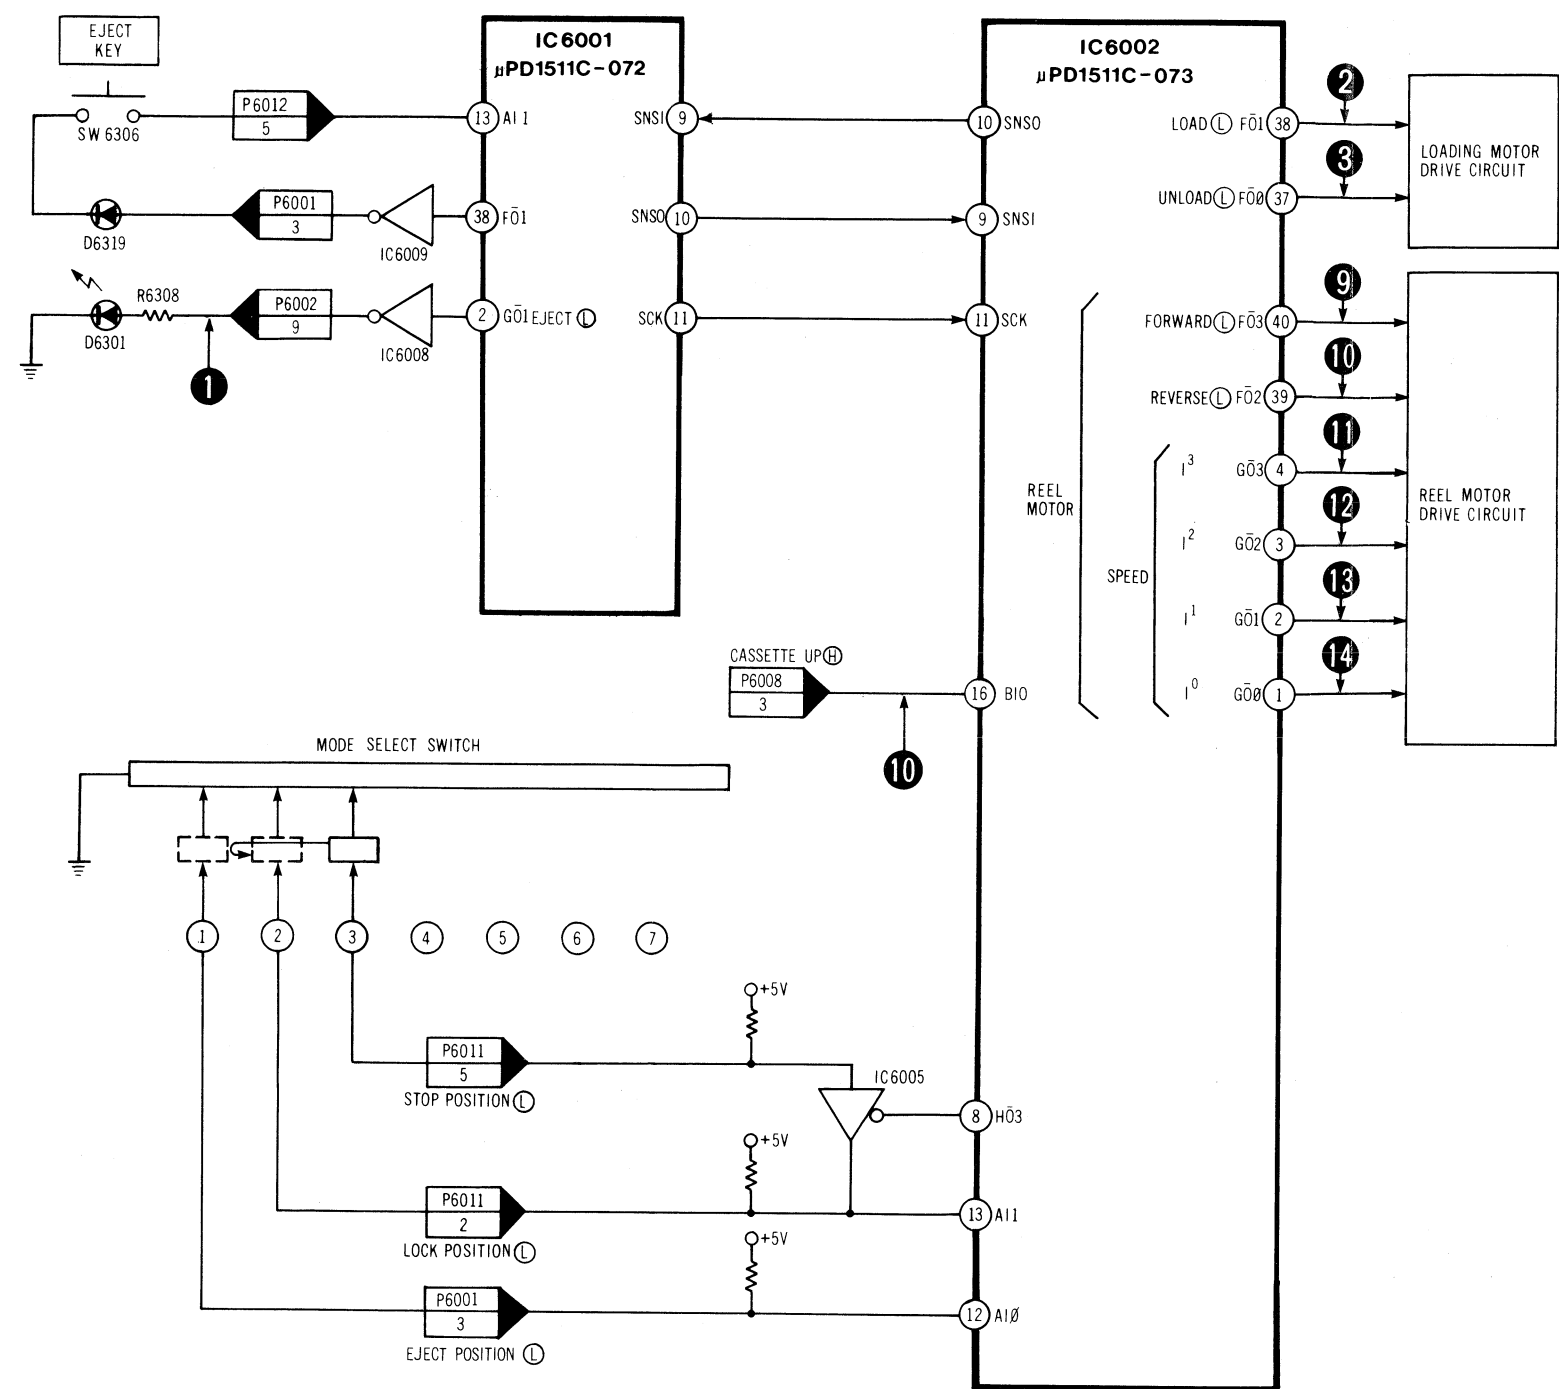 EJECT
KEY
SW 6306
P6012
5
13 AI 1
IC6001
µPD1511C-072
SNSI 9
10 SNSO
IC6002
µPD1511C-073
LOAD Ⓛ FŌ1 38
2
LOADING MOTOR
DRIVE CIRCUIT
3
UNLOAD Ⓛ FŌ0 37
D6319
P6001
3
IC6009
38 FŌ1
SNSO 10
9 SNSI
R6308
D6301
P6002
9
IC6008
2 GŌ1 EJECT Ⓛ
SCK 11
11 SCK
1
9
FORWARD Ⓛ FŌ3 40
10
REVERSE Ⓛ FŌ2 39
11
I3 GŌ3 4
REEL
MOTOR
REEL MOTOR
DRIVE CIRCUIT
12
I2 GŌ2 3
SPEED
13
I1 GŌ1 2
14
I0 GŌ0 1
CASSETTE UP Ⓗ
P6008
3
16 BIO
10
MODE SELECT SWITCH
1 2 3 4 5 6 7
+5V
P6011
5
STOP POSITION Ⓛ
IC6005
8 HŌ3
+5V
P6011
2
LOCK POSITION Ⓛ
13 AI1
+5V
P6001
3
EJECT POSITION Ⓛ
12 AIØ